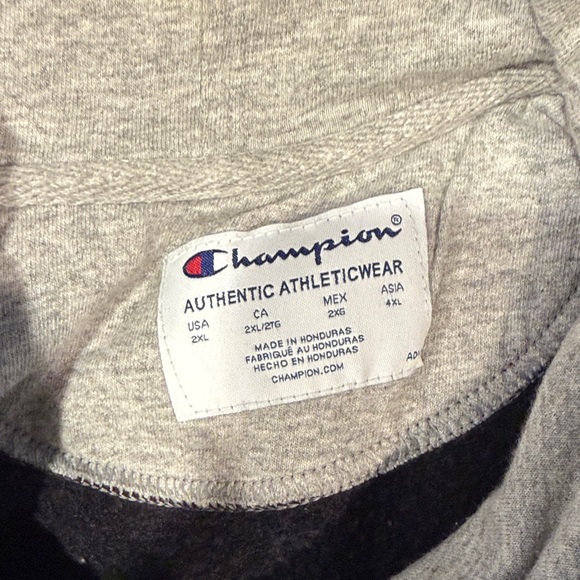 Champion®
AUTHENTIC ATHLETICWEAR
USA CA MEX ASIA
2XL 2XL/2TG 2XG 4XL
MADE IN HONDURAS
FABRIQUÉ AU HONDURAS
HECHO EN HONDURAS
CHAMPION.COM